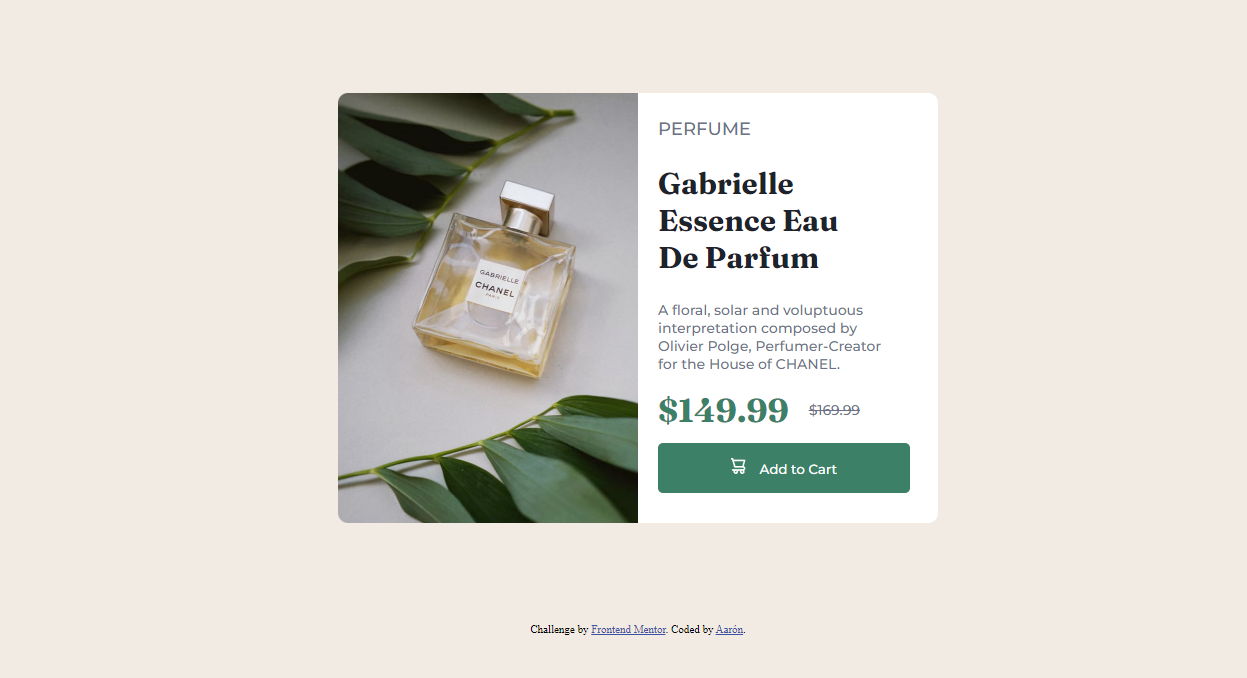 PERFUME
Gabrielle
Essence Eau
De Parfum
GABRIELLE
CHANEL
PARIS
A floral, solar and voluptuous
interpretation composed by
Olivier Polge, Perfumer-Creator
for the House of CHANEL.
$149.99 $169.99
Add to Cart
Challenge by Frontend Mentor. Coded by Aarón.